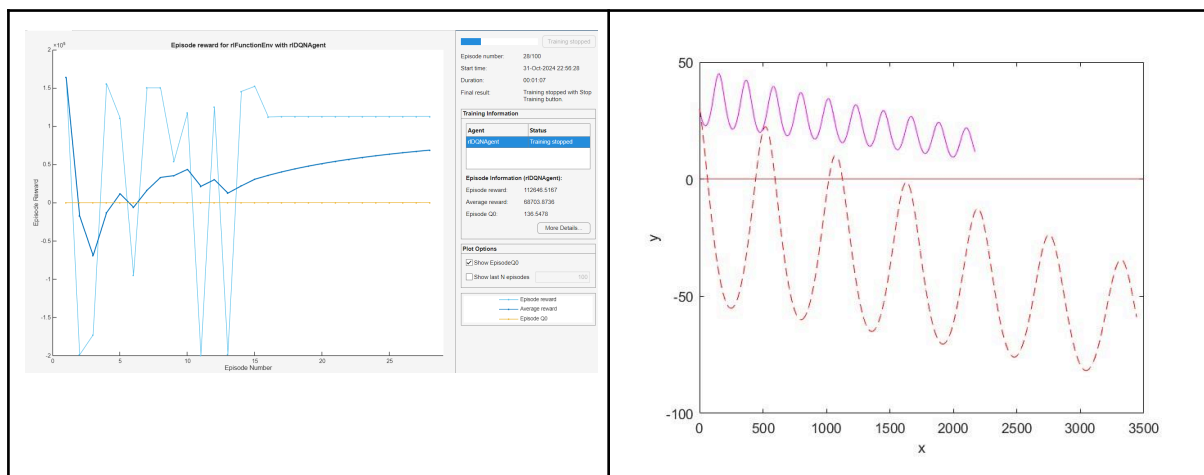 Episode reward for rlFunctionEnv with rlDQNAgent
2
1.5
1
0.5
0
-0.5
-1
-1.5
-2
0
5
10
15
20
25
Episode Reward
Episode Number
Training stopped
Episode number: 28/100
Start time: 31-Oct-2024 22:56:28
Duration: 00:01:07
Final result: Training stopped with Stop
Training button.
Training Information
Agent Status
rlDQNAgent Training stopped
Episode Information (rlDQNAgent):
Episode reward: 112646.5167
Average reward: 68703.8736
Episode Q0: 136.5478
More Details...
Plot Options
Show EpisodeQ0
Show last N episodes 100
Episode reward
Average reward
Episode Q0
50
0
-50
-100
y
0 500 1000 1500 2000 2500 3000 3500
x